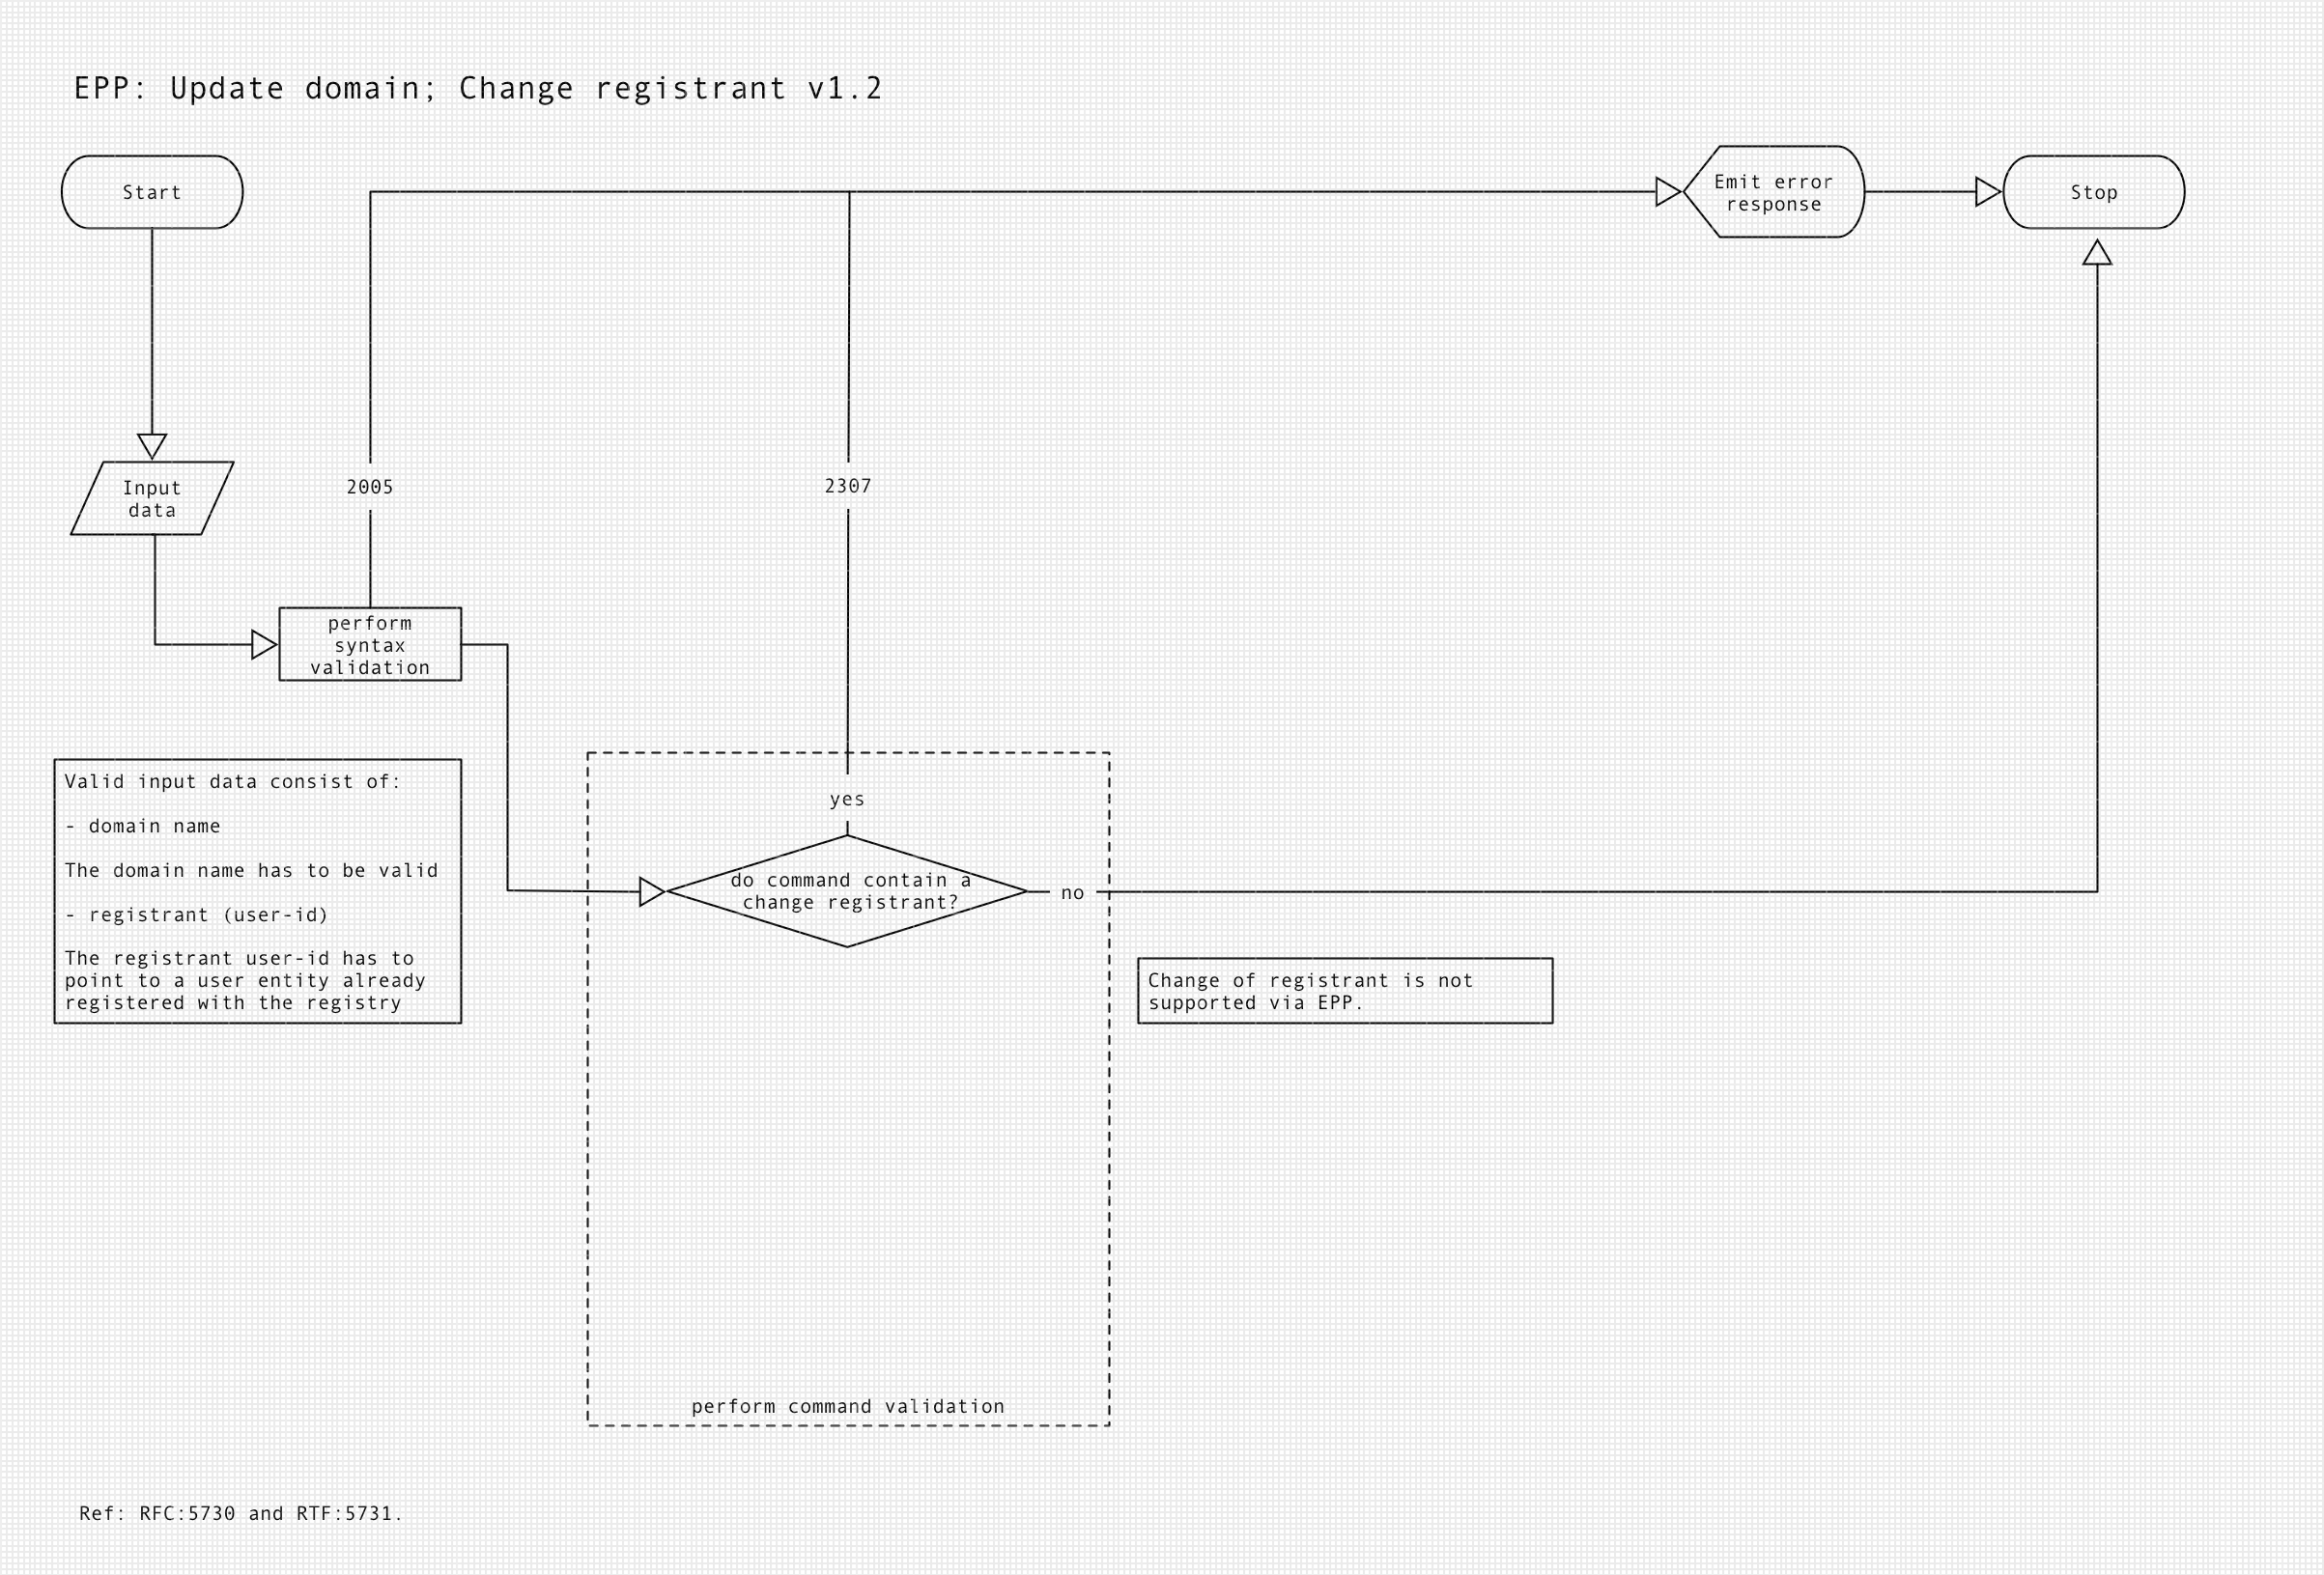 EPP: Update domain; Change registrant v1.2
Start
Emit error
response
Stop
Input
data
2005
2307
perform
syntax
validation
Valid input data consist of:
- domain name
The domain name has to be valid
- registrant (user-id)
The registrant user-id has to
point to a user entity already
registered with the registry
yes
do command contain a
change registrant?
no
Change of registrant is not
supported via EPP.
perform command validation
Ref: RFC:5730 and RTF:5731.